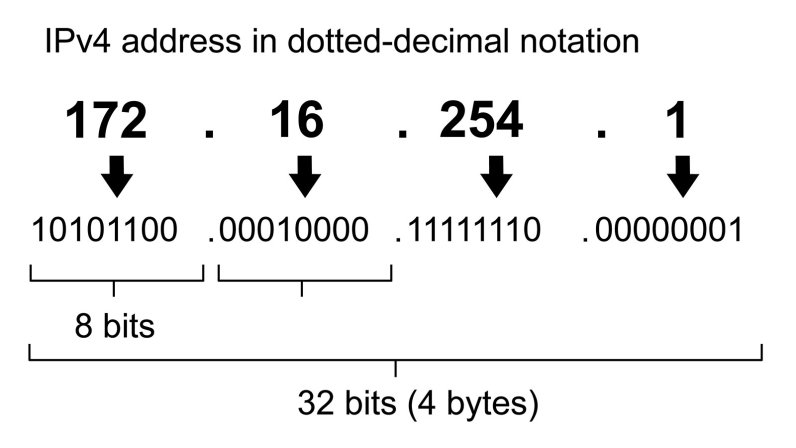 IPv4 address in dotted-decimal notation
172 . 16 . 254 . 1
10101100 .00010000 .11111110 .00000001
8 bits
32 bits (4 bytes)